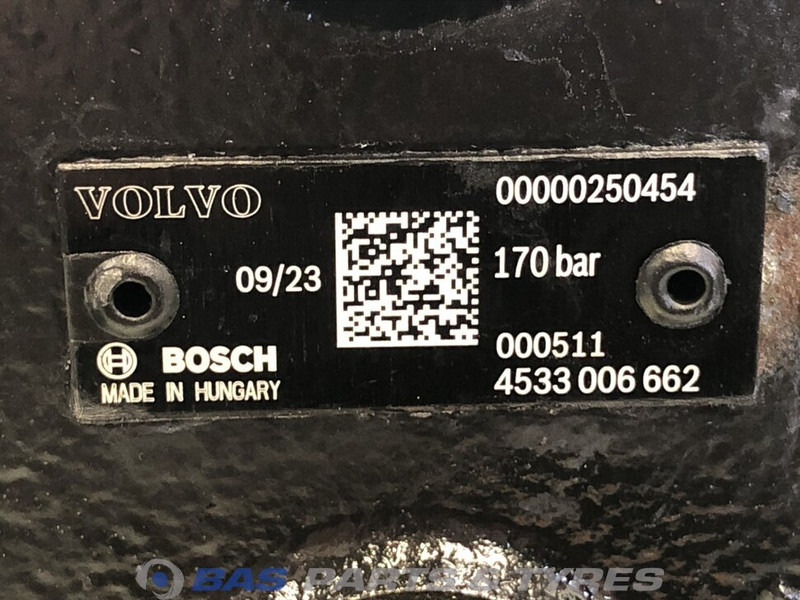 VOLVO
00000250454
09/23
170 bar
BOSCH
000511
MADE IN HUNGARY
4533 006 662
BAS PARTS & TYRES